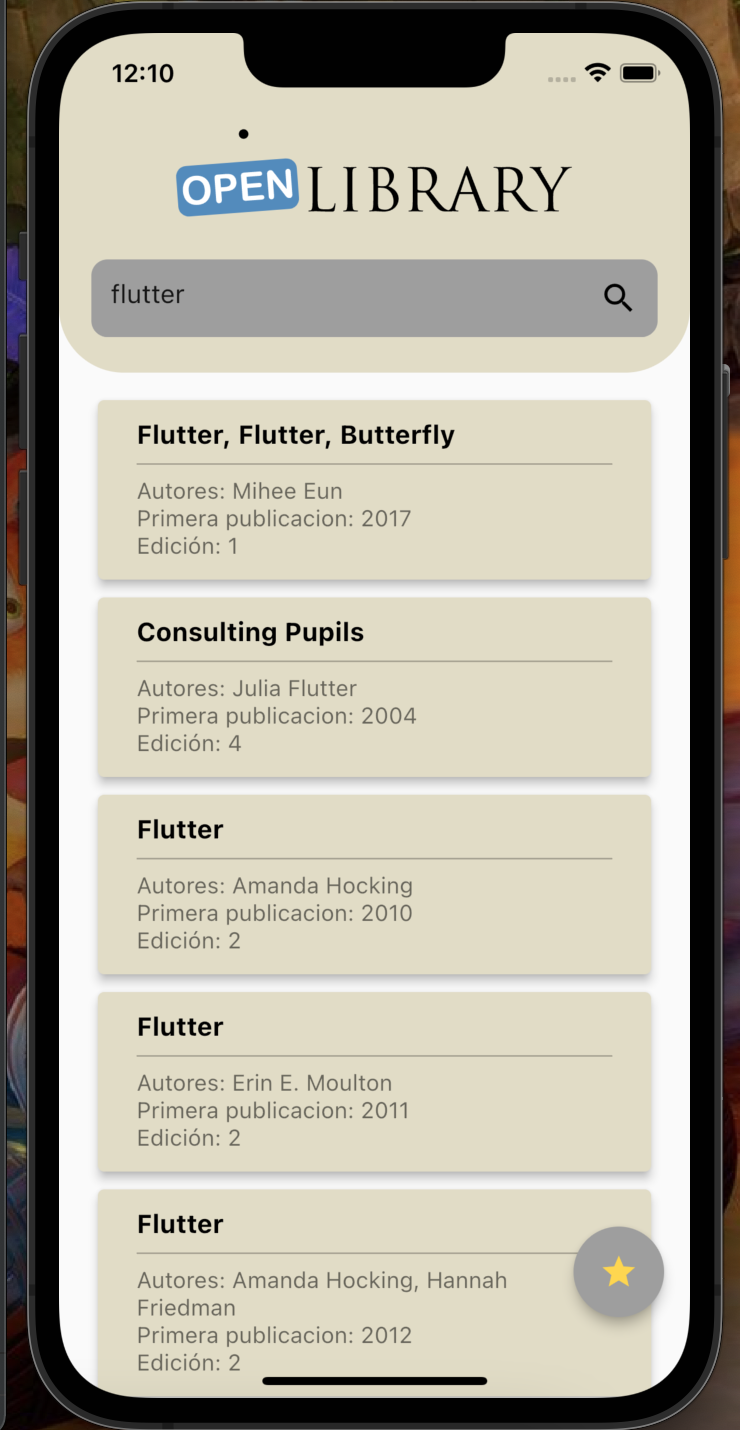 12:10
OPEN LIBRARY
flutter
Flutter, Flutter, Butterfly
Autores: Mihee Eun
Primera publicacion: 2017
Edición: 1
Consulting Pupils
Autores: Julia Flutter
Primera publicacion: 2004
Edición: 4
Flutter
Autores: Amanda Hocking
Primera publicacion: 2010
Edición: 2
Flutter
Autores: Erin E. Moulton
Primera publicacion: 2011
Edición: 2
Flutter
Autores: Amanda Hocking, Hannah
Friedman
Primera publicacion: 2012
Edición: 2